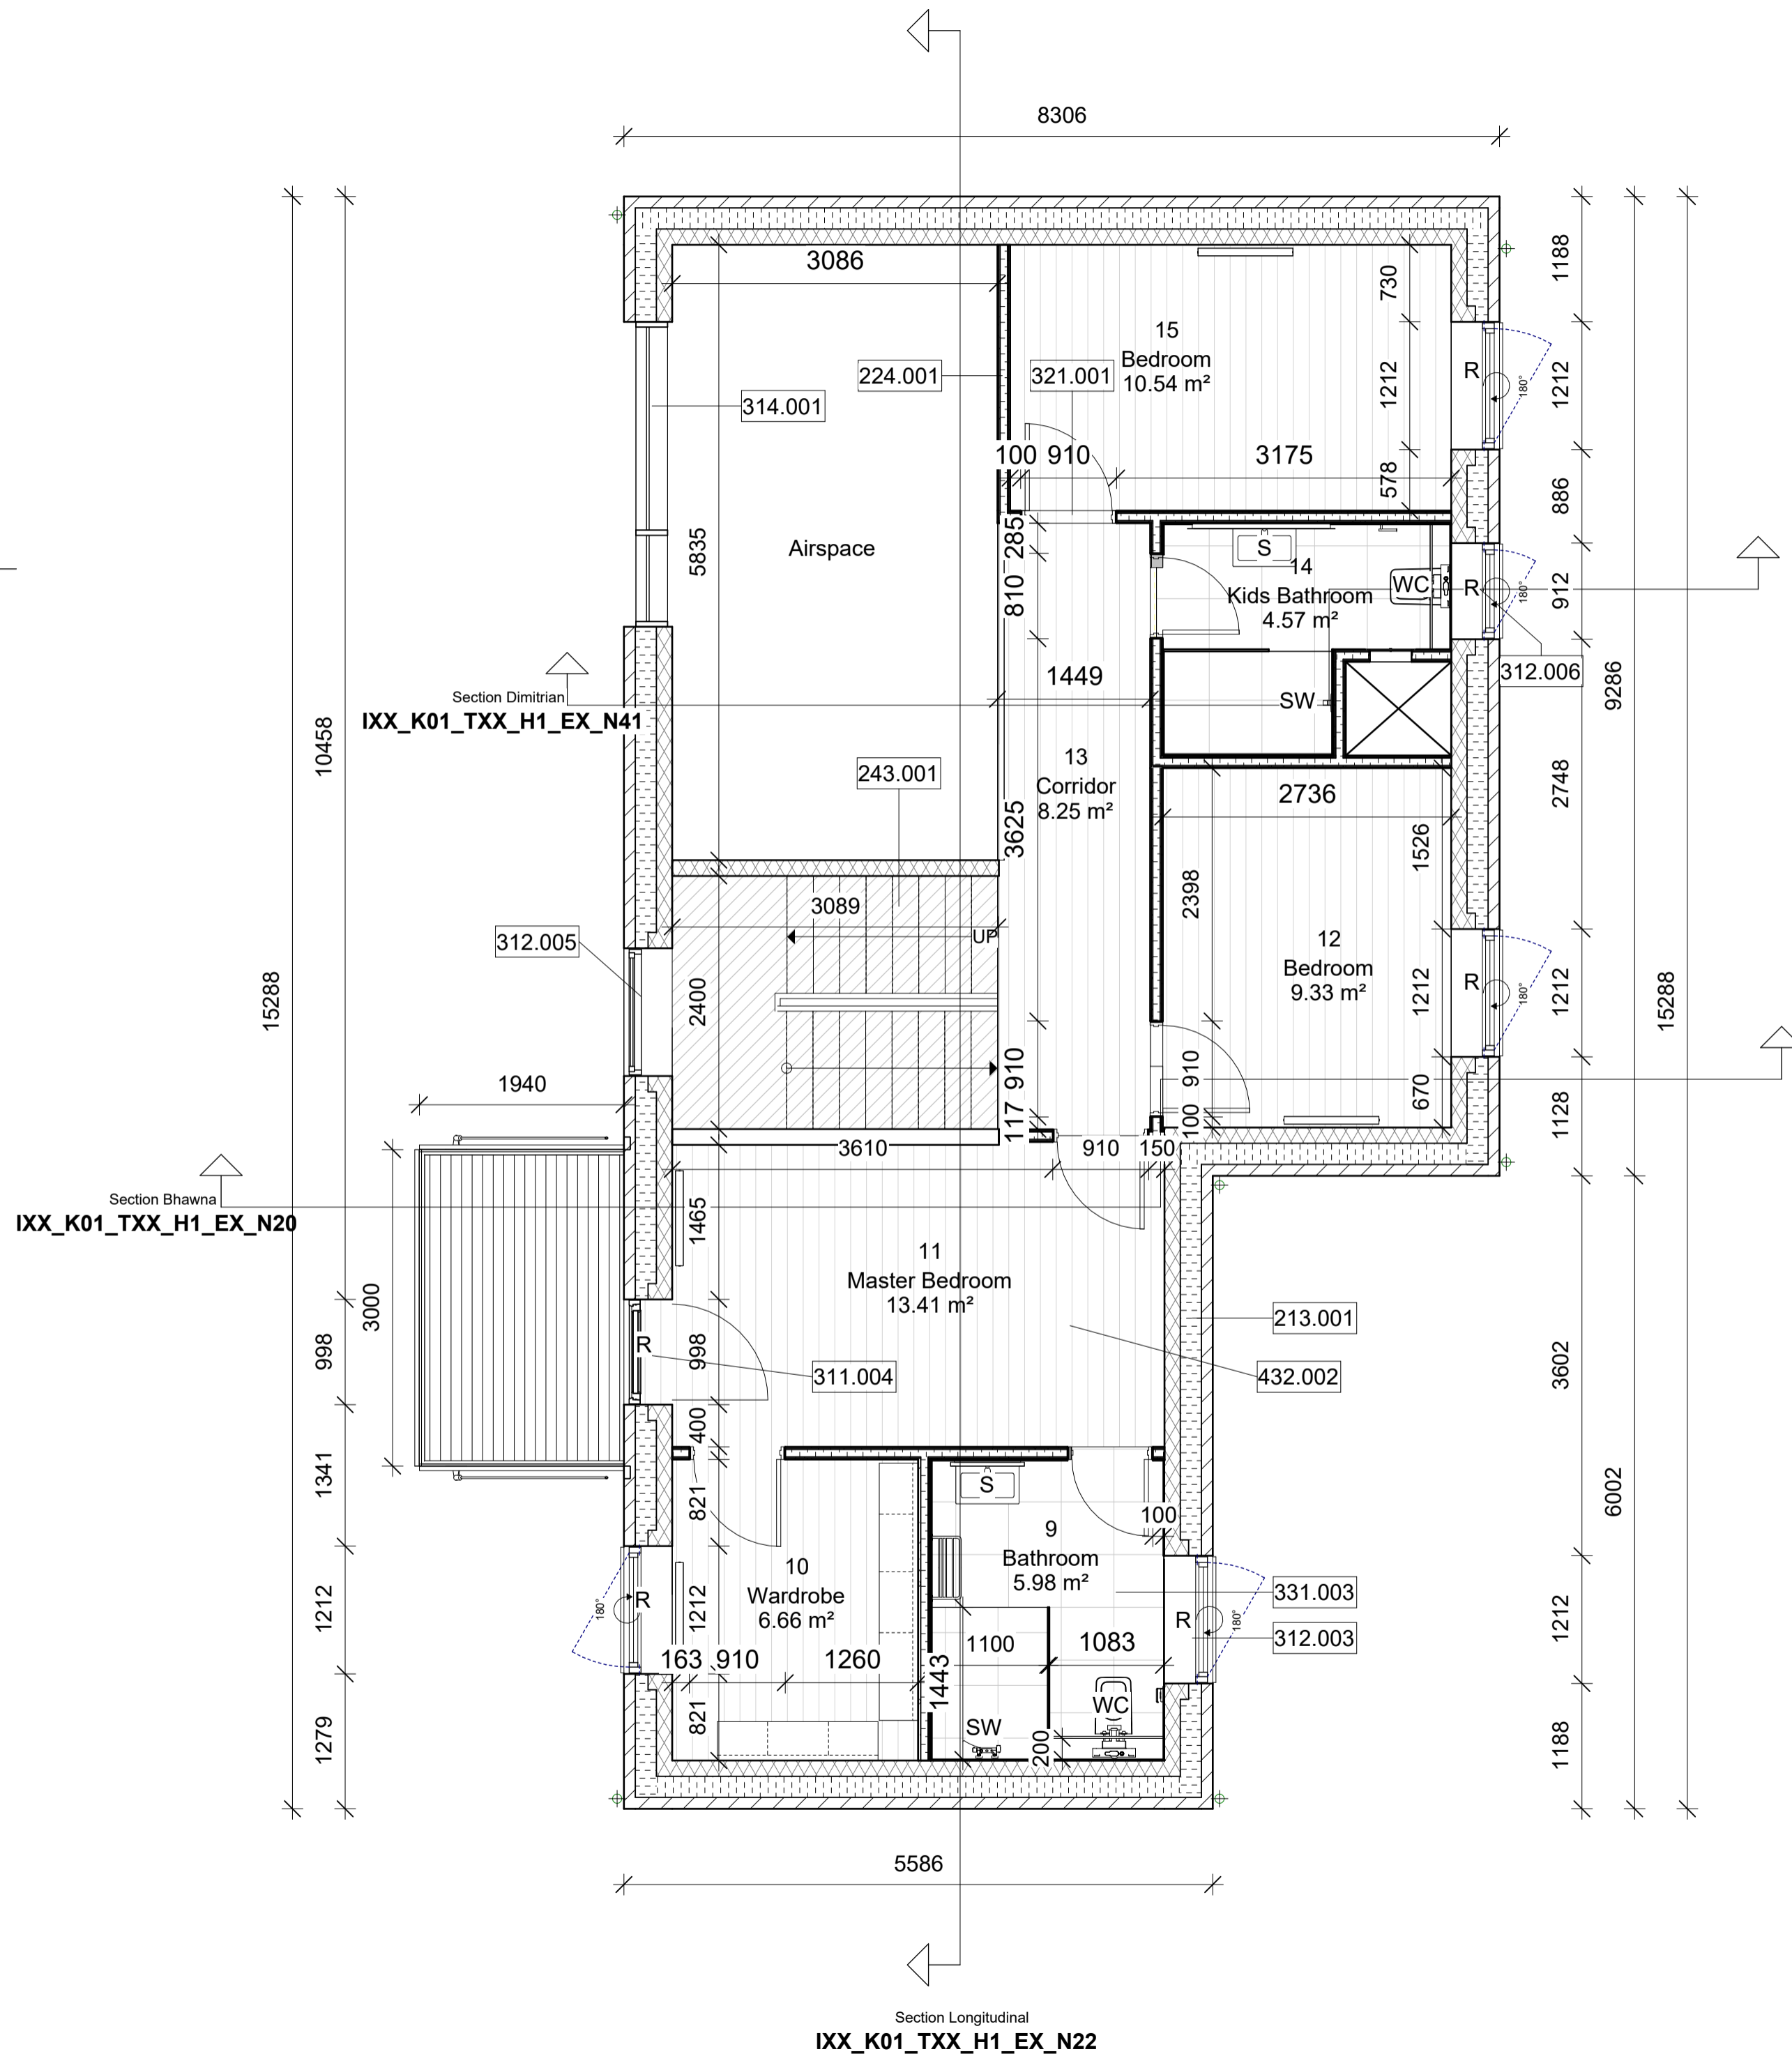 8306
3086
730
1188
15
Bedroom
10.54 m²
224.001
321.001
314.001
1212
R
180°
1212
100
910
3175
578
886
285
S
14
Kids Bathroom
4.57 m²
WC
R
180°
912
5835
Airspace
810
312.006
9286
Section Dimitrian
IXX_K01_TXX_H1_EX_N41
1449
SW
10458
13
Corridor
8.25 m²
243.001
2736
2748
3625
1526
3089
2398
UP
312.005
12
Bedroom
9.33 m²
2400
1212
R
180°
1212
15288
15288
910
910
670
1128
117
100
1940
3610
910
150
Section Bhawna
IXX_K01_TXX_H1_EX_N20
1465
11
Master Bedroom
13.41 m²
3000
213.001
998
R
998
311.004
432.002
3602
400
1341
821
S
100
9
Bathroom
5.98 m²
6002
10
Wardrobe
6.66 m²
331.003
1212
180°
R
1212
R
180°
1212
312.003
163
910
1260
1443
1100
1083
821
SW
WC
200
1279
1188
5586
Section Longitudinal
IXX_K01_TXX_H1_EX_N22